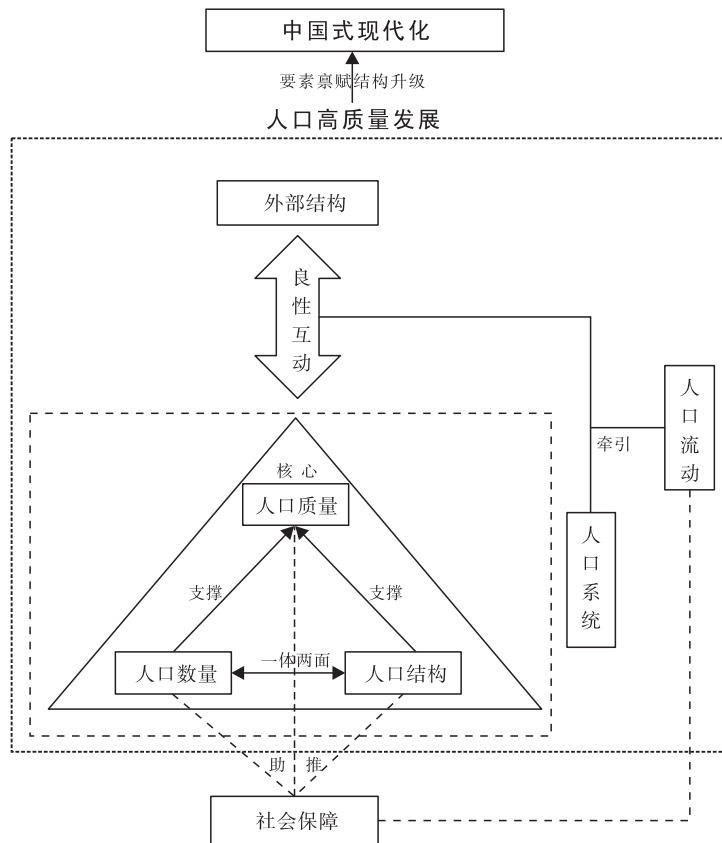 中国式现代化
要素禀赋结构升级
人口高质量发展
外部结构
良性互动
人口流动
牵引
核 心
人口质量
人口系统
支撑
支撑
人口数量
一体两面
人口结构
助 推
社会保障